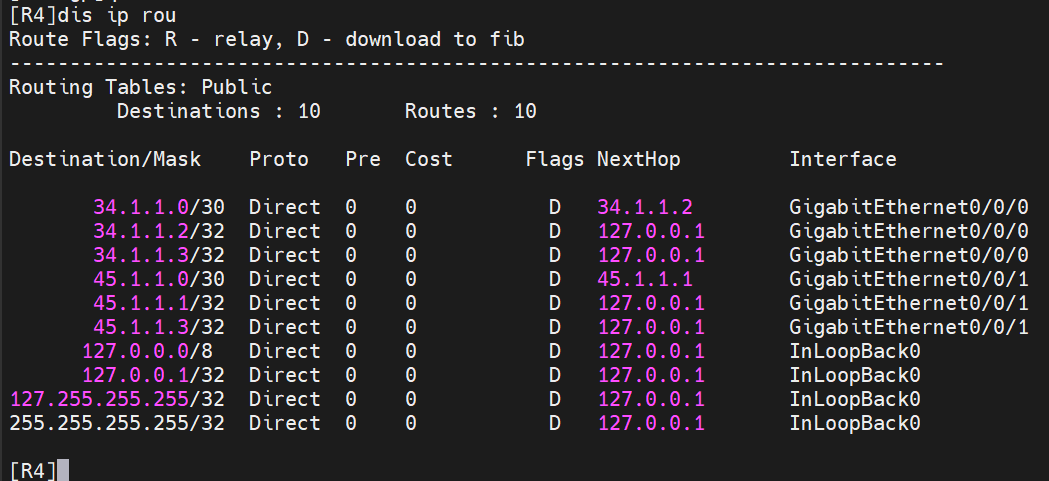 [R4]dis ip rou
Route Flags: R - relay, D - download to fib
------------------------------------------------------------------------------
Routing Tables: Public
         Destinations : 10       Routes : 10

Destination/Mask    Proto   Pre  Cost      Flags NextHop         Interface

       34.1.1.0/30  Direct  0    0           D   34.1.1.2        GigabitEthernet0/0/0
       34.1.1.2/32  Direct  0    0           D   127.0.0.1       GigabitEthernet0/0/0
       34.1.1.3/32  Direct  0    0           D   127.0.0.1       GigabitEthernet0/0/0
       45.1.1.0/30  Direct  0    0           D   45.1.1.1        GigabitEthernet0/0/1
       45.1.1.1/32  Direct  0    0           D   127.0.0.1       GigabitEthernet0/0/1
       45.1.1.3/32  Direct  0    0           D   127.0.0.1       GigabitEthernet0/0/1
      127.0.0.0/8   Direct  0    0           D   127.0.0.1       InLoopBack0
      127.0.0.1/32  Direct  0    0           D   127.0.0.1       InLoopBack0
127.255.255.255/32  Direct  0    0           D   127.0.0.1       InLoopBack0
255.255.255.255/32  Direct  0    0           D   127.0.0.1       InLoopBack0

[R4]